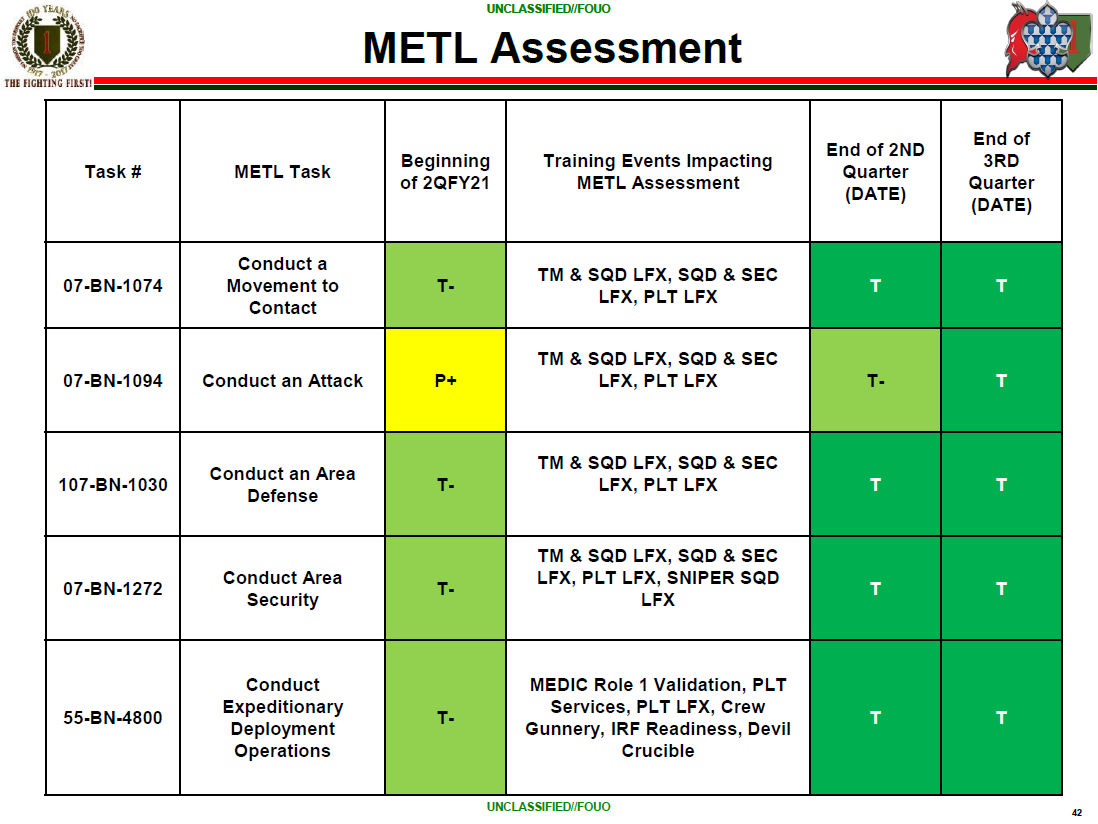 UNCLASSIFIED//FOUO
METL Assessment
100 YEARS
1
1917 - 2017
THE FIGHTING FIRST!
1
Task #
METL Task
Beginning
of 2QFY21
Training Events Impacting
METL Assessment
End of 2ND
Quarter
(DATE)
End of
3RD
Quarter
(DATE)
07-BN-1074
Conduct a
Movement to
Contact
T-
TM & SQD LFX, SQD & SEC
LFX, PLT LFX
T
T
07-BN-1094
Conduct an Attack
P+
TM & SQD LFX, SQD & SEC
LFX, PLT LFX
T-
T
107-BN-1030
Conduct an Area
Defense
T-
TM & SQD LFX, SQD & SEC
LFX, PLT LFX
T
T
07-BN-1272
Conduct Area
Security
T-
TM & SQD LFX, SQD & SEC
LFX, PLT LFX, SNIPER SQD
LFX
T
T
55-BN-4800
Conduct
Expeditionary
Deployment
Operations
T-
MEDIC Role 1 Validation, PLT
Services, PLT LFX, Crew
Gunnery, IRF Readiness, Devil
Crucible
T
T
UNCLASSIFIED//FOUO
42